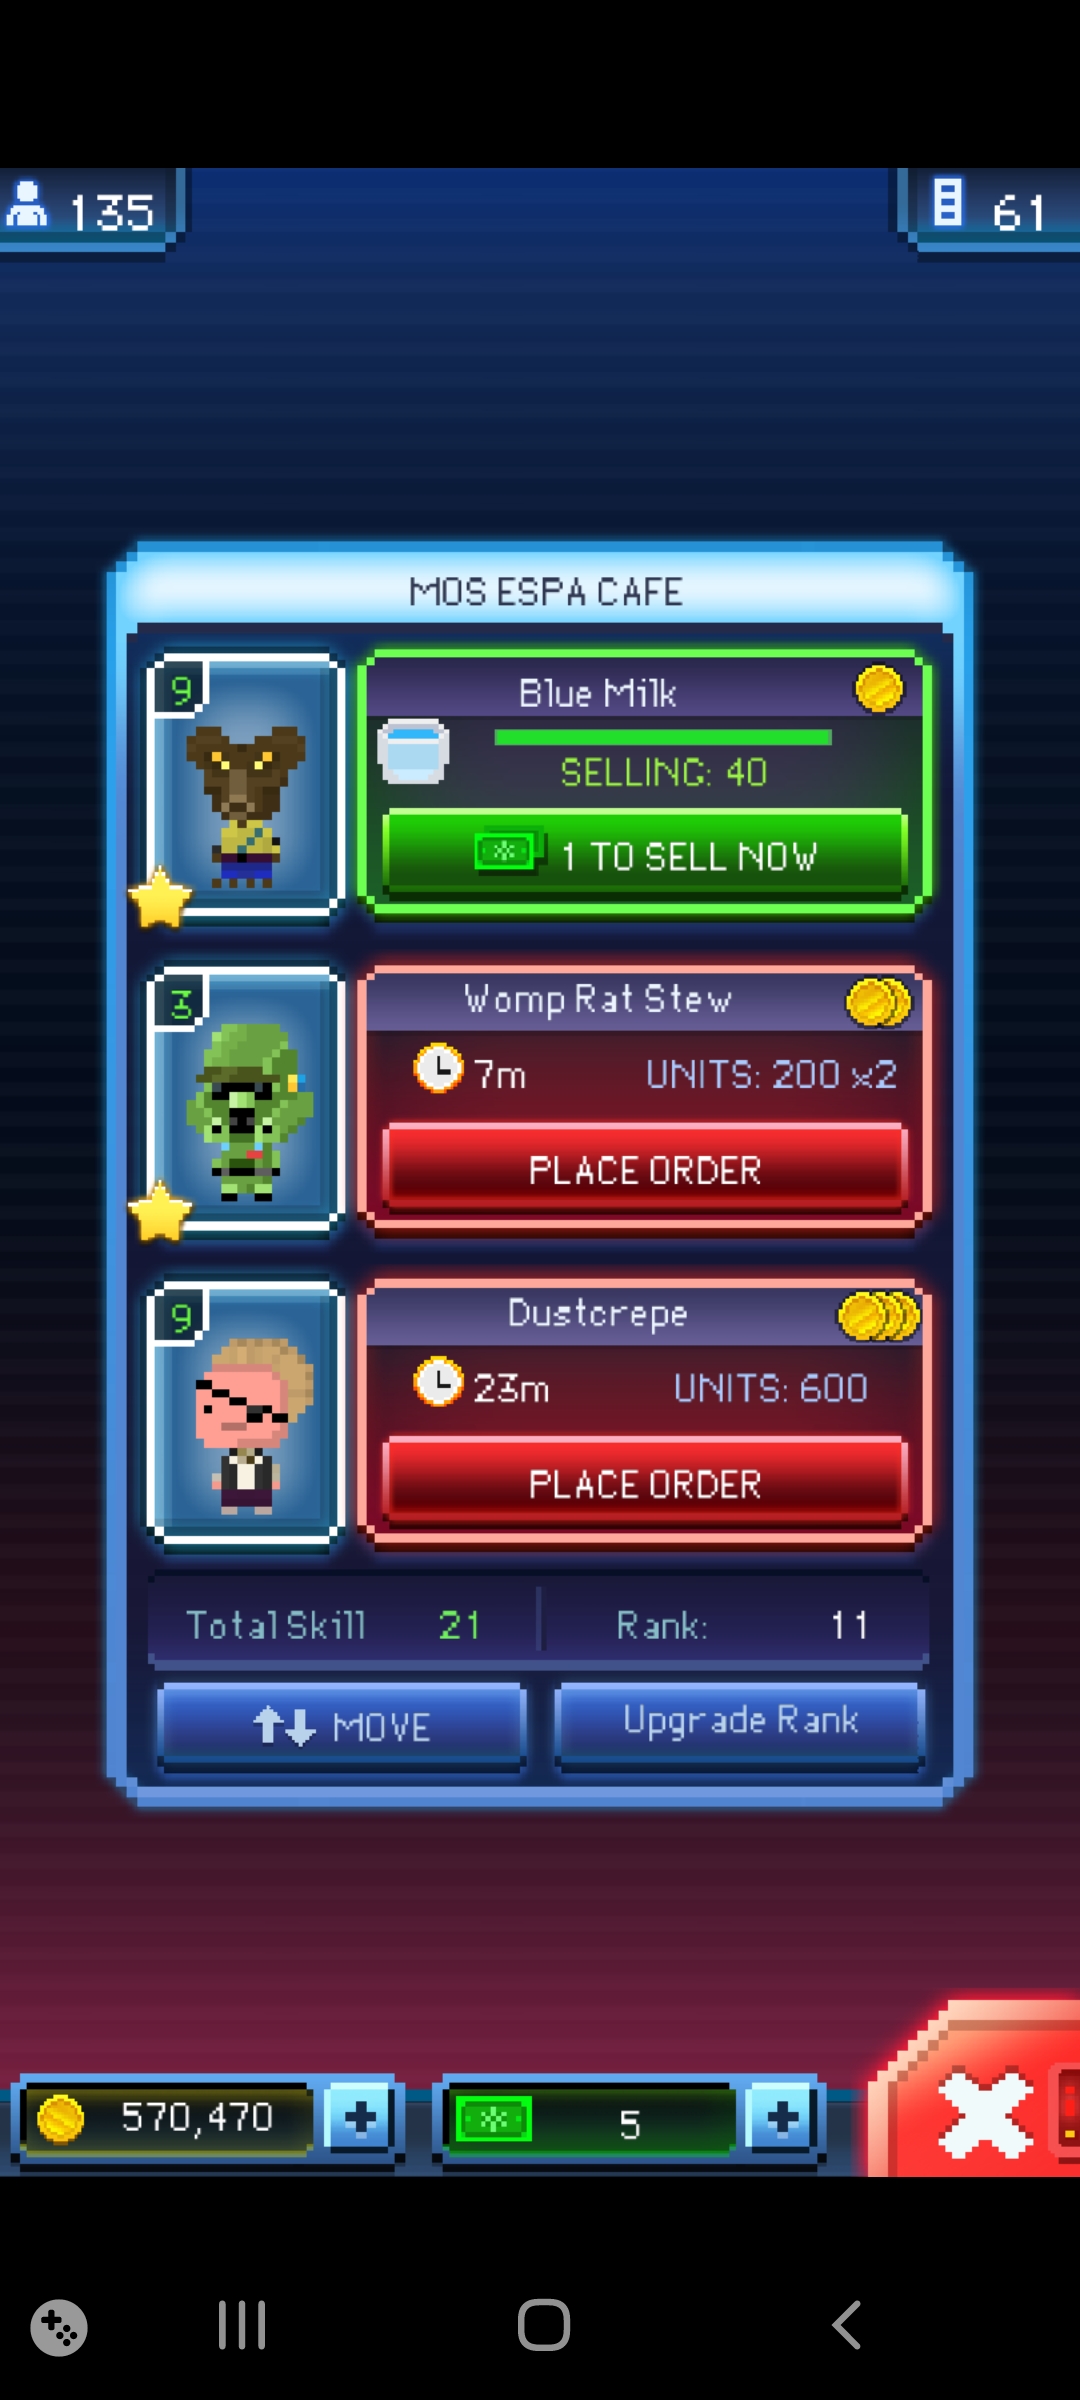 135
61
MOS ESPA CAFE
9
Blue Milk
SELLING: 40
1 TO SELL NOW
3
Womp Rat Stew
7m UNITS: 200 x2
PLACE ORDER
9
Dustcrepe
23m UNITS: 600
PLACE ORDER
Total Skill 21 Rank: 11
MOVE Upgrade Rank
570,470 5